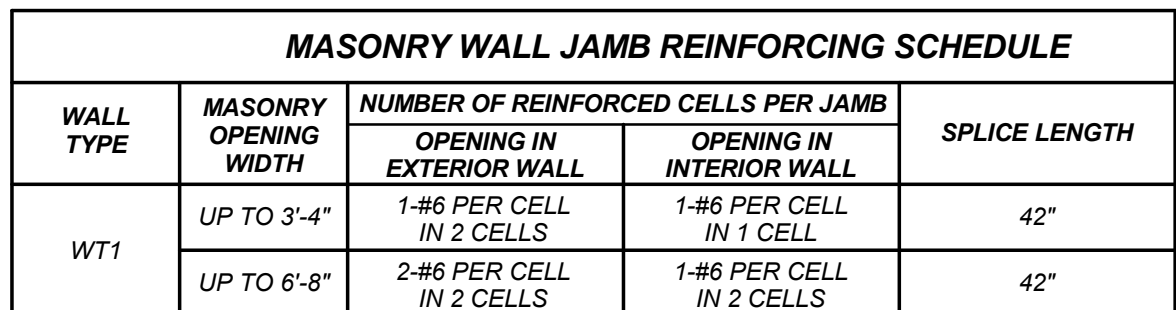 MASONRY WALL JAMB REINFORCING SCHEDULE
WALL
TYPE
MASONRY
OPENING
WIDTH
NUMBER OF REINFORCED CELLS PER JAMB
OPENING IN
EXTERIOR WALL
OPENING IN
INTERIOR WALL
SPLICE LENGTH
WT1
UP TO 3'-4"
1-#6 PER CELL
IN 2 CELLS
1-#6 PER CELL
IN 1 CELL
42"
UP TO 6'-8"
2-#6 PER CELL
IN 2 CELLS
1-#6 PER CELL
IN 2 CELLS
42"